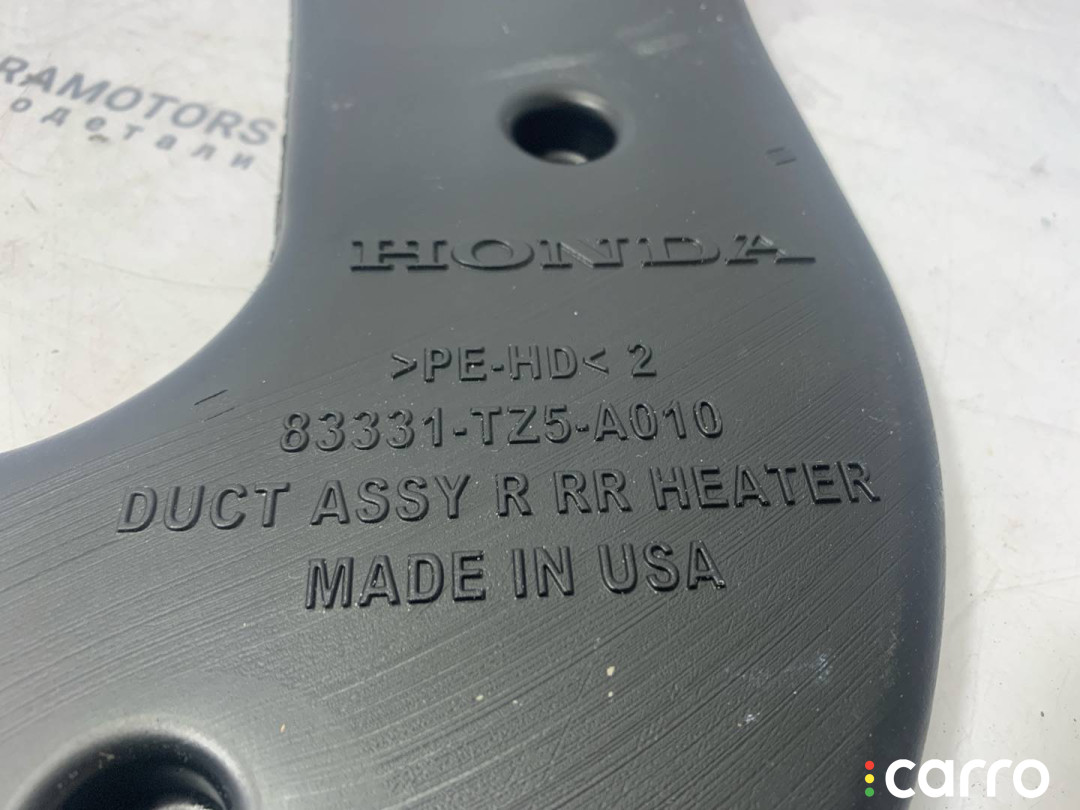 RAMOTORS
одетали
HONDA
>PE-HD< 2
83331-TZ5-A010
DUCT ASSY R RR HEATER
MADE IN USA
carro